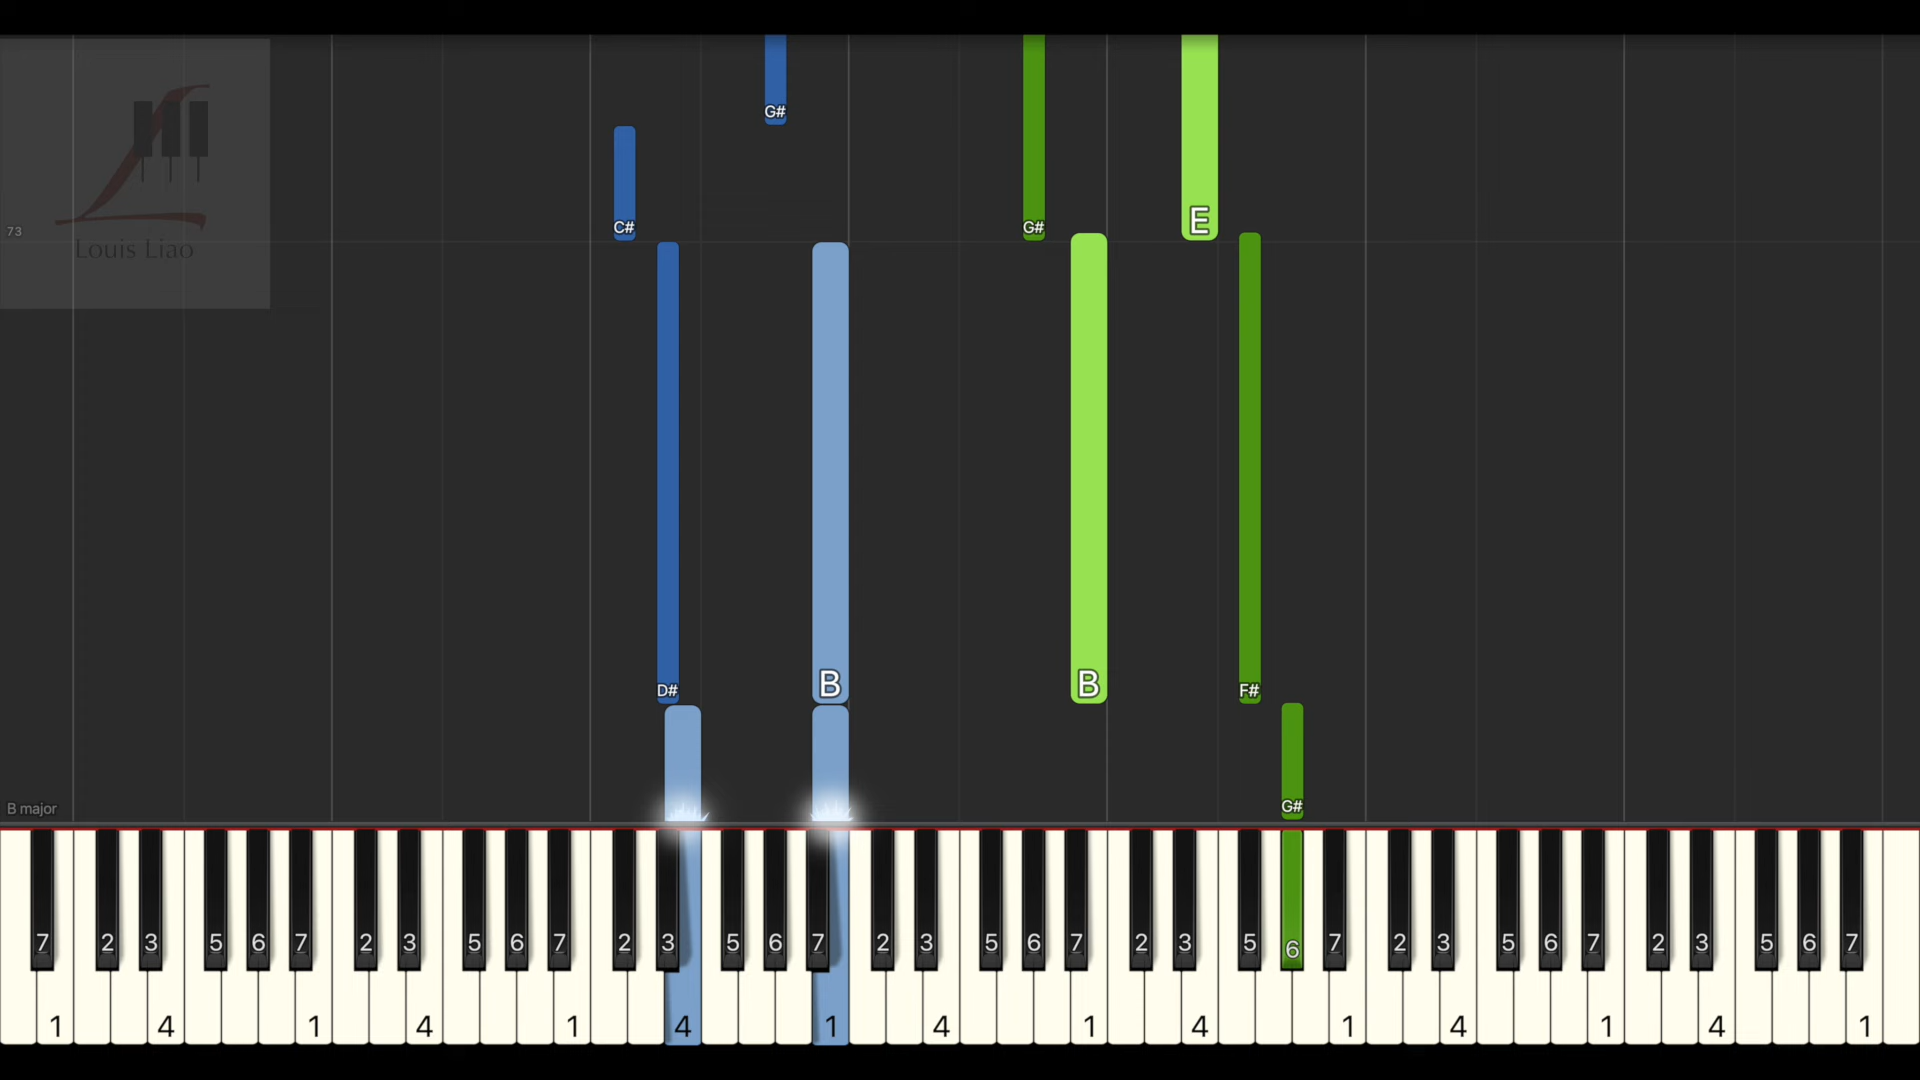 G#
C#
G#
E
73
Louis Liao
D#
B
B
F#
B major
G#
7 2 3 5 6 7 2 3 5 6 7 2 3 5 6 7 2 3 5 6 7 2 3 5 6 7 2 3 5 6 7 2 3 5 6 7
1 4 1 4 1 4 1 4 1 4 1 4 1 4 1